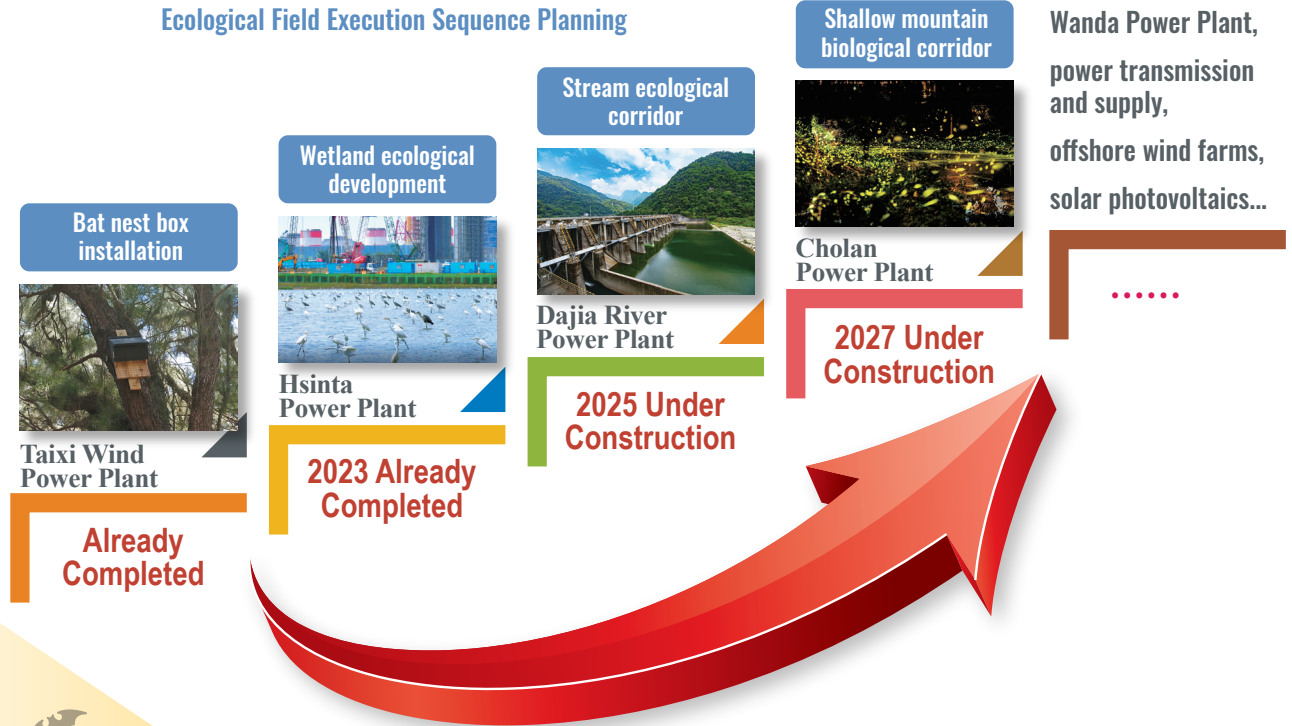 Ecological Field Execution Sequence Planning
Bat nest box
installation
Taixi Wind
Power Plant
Already
Completed
Wetland ecological
development
Hsinta
Power Plant
2023 Already
Completed
Stream ecological
corridor
Dajia River
Power Plant
2025 Under
Construction
Shallow mountain
biological corridor
Cholan
Power Plant
2027 Under
Construction
Wanda Power Plant,
power transmission
and supply,
offshore wind farms,
solar photovoltaics...
......